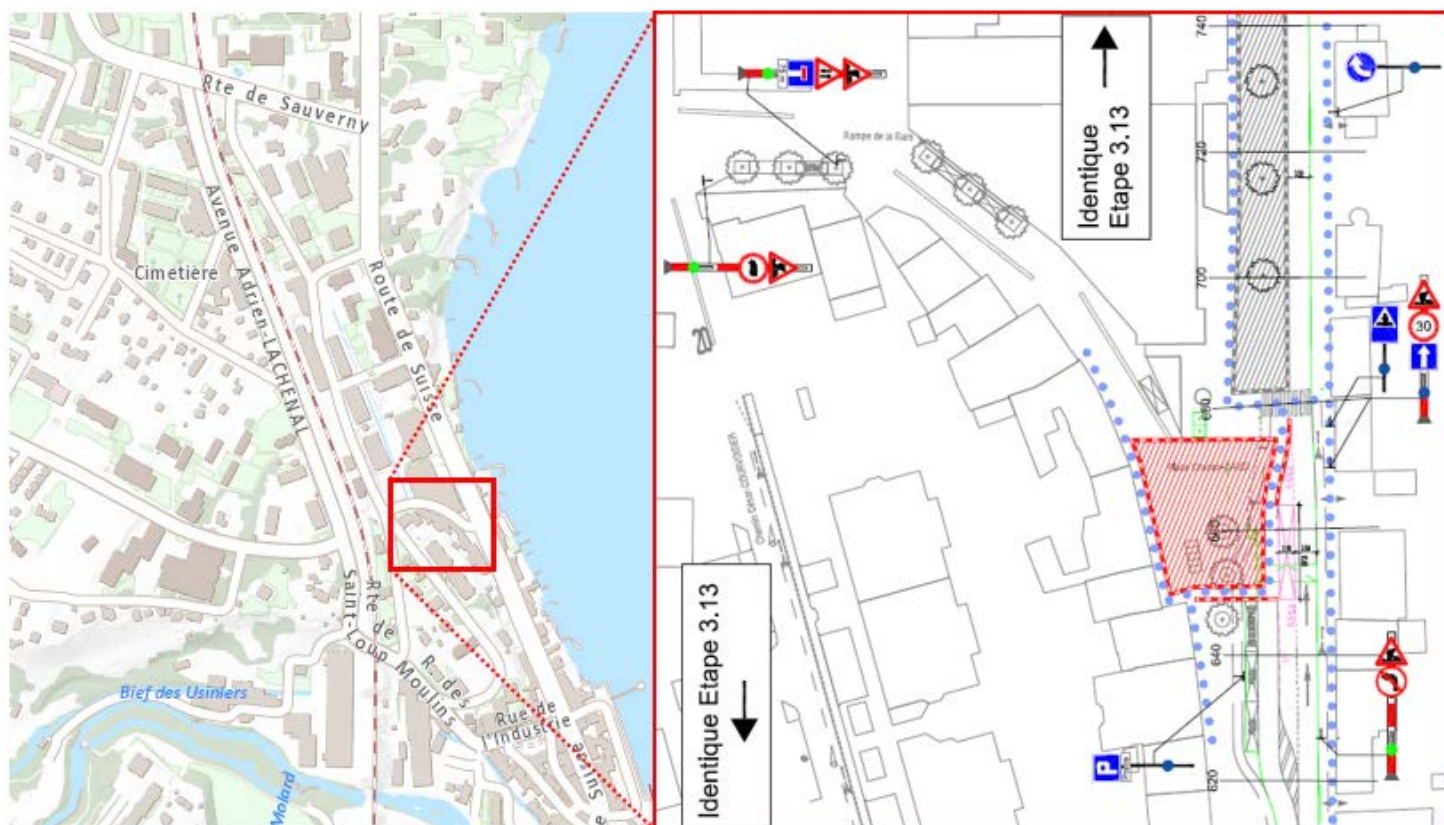 Rte de Sauverny
Avenue Adrien-LACHENAL
Cimetière
Route de Suisse
Rte de
Saint-Loup
Moulins
R. des
Bief des Usiniers
Rue de
l'Industrie
Molard
Suisse
Rampe de la Gare
Identique
Etape 3.13
Identique Etape 3.13
740
720
700
680
660
640
620
30
P